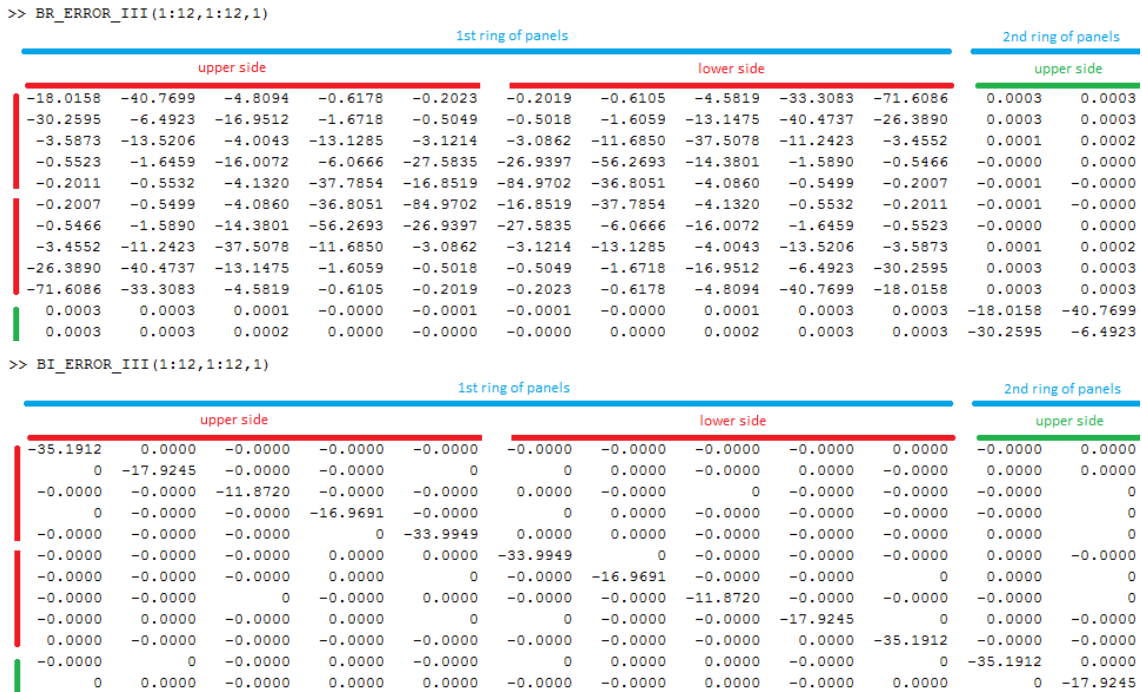 >> BR_ERROR_III(1:12,1:12,1)
1st ring of panels 2nd ring of panels
upper side lower side upper side
-18.0158 -40.7699 -4.8094 -0.6178 -0.2023 -0.2019 -0.6105 -4.5819 -33.3083 -71.6086 0.0003 0.0003
-30.2595 -6.4923 -16.9512 -1.6718 -0.5049 -0.5018 -1.6059 -13.1475 -40.4737 -26.3890 0.0003 0.0003
-3.5873 -13.5206 -4.0043 -13.1285 -3.1214 -3.0862 -11.6850 -37.5078 -11.2423 -3.4552 0.0001 0.0002
-0.5523 -1.6459 -16.0072 -6.0666 -27.5835 -26.9397 -56.2693 -14.3801 -1.5890 -0.5466 -0.0000 0.0000
-0.2011 -0.5532 -4.1320 -37.7854 -16.8519 -84.9702 -36.8051 -4.0860 -0.5499 -0.2007 -0.0001 -0.0000
-0.2007 -0.5499 -4.0860 -36.8051 -84.9702 -16.8519 -37.7854 -4.1320 -0.5532 -0.2011 -0.0001 -0.0000
-0.5466 -1.5890 -14.3801 -56.2693 -26.9397 -27.5835 -6.0666 -16.0072 -1.6459 -0.5523 -0.0000 0.0000
-3.4552 -11.2423 -37.5078 -11.6850 -3.0862 -3.1214 -13.1285 -4.0043 -13.5206 -3.5873 0.0001 0.0002
-26.3890 -40.4737 -13.1475 -1.6059 -0.5018 -0.5049 -1.6718 -16.9512 -6.4923 -30.2595 0.0003 0.0003
-71.6086 -33.3083 -4.5819 -0.6105 -0.2019 -0.2023 -0.6178 -4.8094 -40.7699 -18.0158 0.0003 0.0003
0.0003 0.0003 0.0001 -0.0000 -0.0001 -0.0001 -0.0000 0.0001 0.0003 0.0003 -18.0158 -40.7699
0.0003 0.0003 0.0002 0.0000 -0.0000 -0.0000 0.0000 0.0002 0.0003 0.0003 -30.2595 -6.4923
>> BI_ERROR_III(1:12,1:12,1)
1st ring of panels 2nd ring of panels
upper side lower side upper side
-35.1912 0.0000 -0.0000 -0.0000 -0.0000 -0.0000 -0.0000 -0.0000 -0.0000 0.0000 -0.0000 0.0000
0 -17.9245 -0.0000 -0.0000 0 0 0.0000 -0.0000 0.0000 -0.0000 0.0000 0.0000
-0.0000 -0.0000 -11.8720 -0.0000 -0.0000 0.0000 -0.0000 0 -0.0000 -0.0000 -0.0000 0
0 -0.0000 -0.0000 -16.9691 -0.0000 0 0.0000 -0.0000 -0.0000 -0.0000 0.0000 0
-0.0000 -0.0000 -0.0000 0 -33.9949 0.0000 0.0000 -0.0000 -0.0000 -0.0000 0.0000 0
-0.0000 -0.0000 -0.0000 0.0000 0.0000 -33.9949 0 -0.0000 -0.0000 -0.0000 0.0000 -0.0000
-0.0000 -0.0000 -0.0000 0.0000 0 -0.0000 -16.9691 -0.0000 -0.0000 0 0.0000 0
-0.0000 -0.0000 0 -0.0000 0.0000 -0.0000 -0.0000 -11.8720 -0.0000 -0.0000 -0.0000 0
-0.0000 0.0000 -0.0000 0.0000 0 0 -0.0000 -0.0000 -17.9245 0 0.0000 -0.0000
0.0000 -0.0000 -0.0000 -0.0000 -0.0000 -0.0000 -0.0000 -0.0000 0.0000 -35.1912 -0.0000 -0.0000
-0.0000 0 -0.0000 0.0000 -0.0000 0 0.0000 0.0000 -0.0000 0 -35.1912 0.0000
0 0.0000 -0.0000 0.0000 0.0000 -0.0000 -0.0000 0.0000 -0.0000 0.0000 0 -17.9245